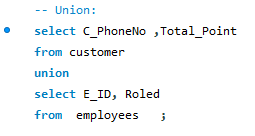 -- Union:
select C_PhoneNo ,Total_Point
from customer
union
select E_ID, Roled
from  employees   ;